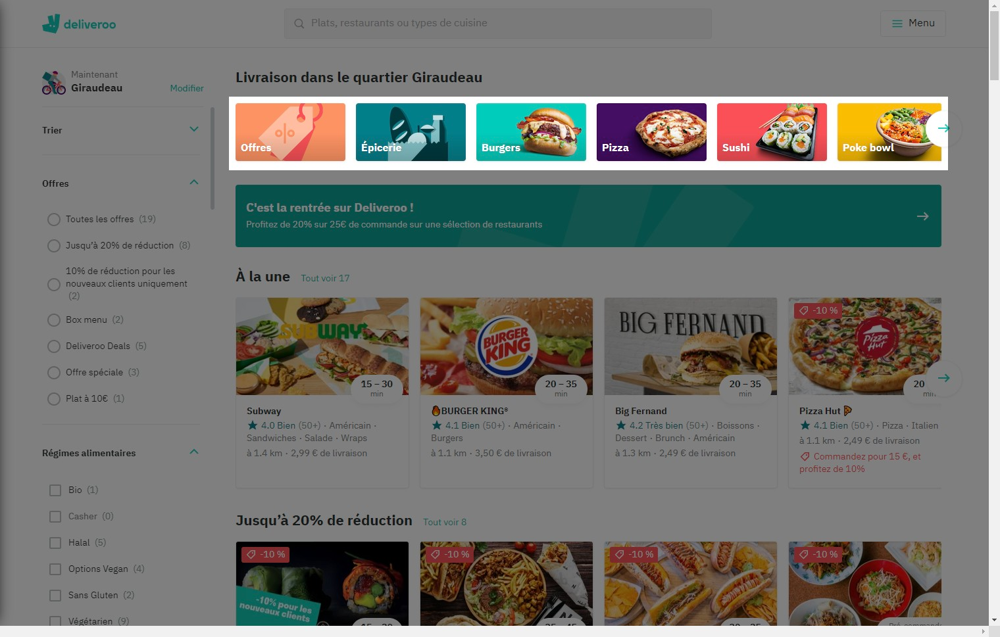 deliveroo
Plats, restaurants ou types de cuisine
Menu
Maintenant
Giraudeau
Modifier
Trier
Offres
Toutes les offres (19)
Jusqu’à 20% de réduction (8)
10% de réduction pour les
nouveaux clients uniquement
(2)
Box menu (2)
Deliveroo Deals (5)
Offre spéciale (3)
Plat à 10€ (1)
Régimes alimentaires
Bio (1)
Casher (0)
Halal (5)
Options Vegan (4)
Sans Gluten (2)
Végétarien (9)
Livraison dans le quartier Giraudeau
Offres
Épicerie
Burgers
Pizza
Sushi
Poke bowl
C'est la rentrée sur Deliveroo !
Profitez de 20% sur 25€ de commande sur une sélection de restaurants
À la une Tout voir 17
SUBWAY
15 – 30
min
Subway
4.0 Bien (50+) · Américain ·
Sandwiches · Salade · Wraps
à 1.4 km · 2,99 € de livraison
BURGER
KING
20 – 35
min
BURGER KING®
4.1 Bien (50+) · Américain ·
Burgers
à 1.1 km · 3,50 € de livraison
BIG FERNAND
20 – 35
min
Big Fernand
4.2 Très bien (50+) · Boissons ·
Dessert · Brunch · Américain
à 1.3 km · 2,49 € de livraison
-10 %
Pizza
Hut
20
min
Pizza Hut
4.1 Bien (50+) · Pizza · Italien
à 1.1 km · 2,49 € de livraison
Commandez pour 15 €, et
profitez de 10%
Jusqu’à 20% de réduction Tout voir 8
-10 %
-10% pour les
nouveaux clients
-10 %
-10 %
-10 %